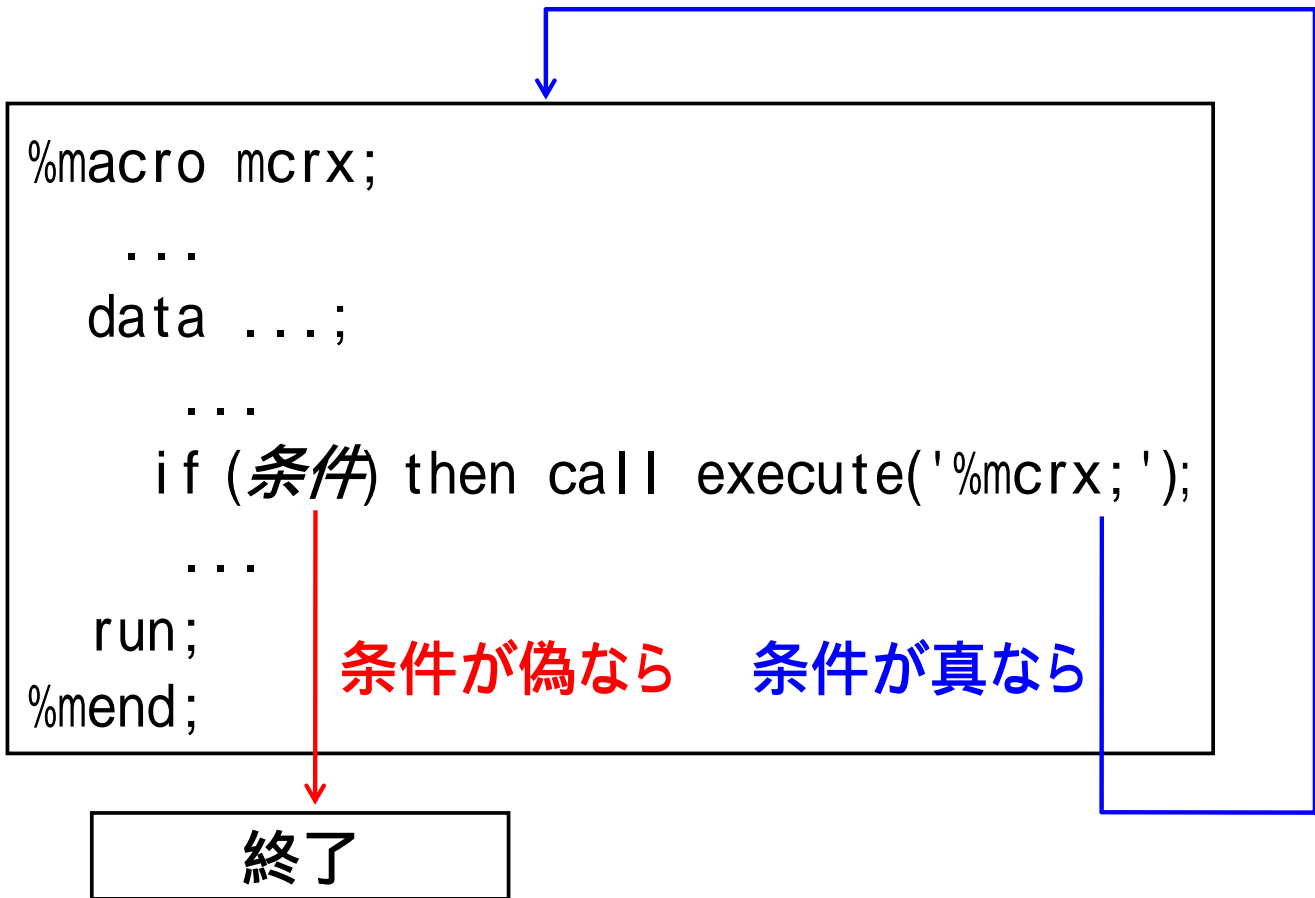 %macro mcrx;
...
data ...;
...
if (条件) then call execute('%mcrx;');
...
run;
条件が偽なら 条件が真なら
%mend;
終了